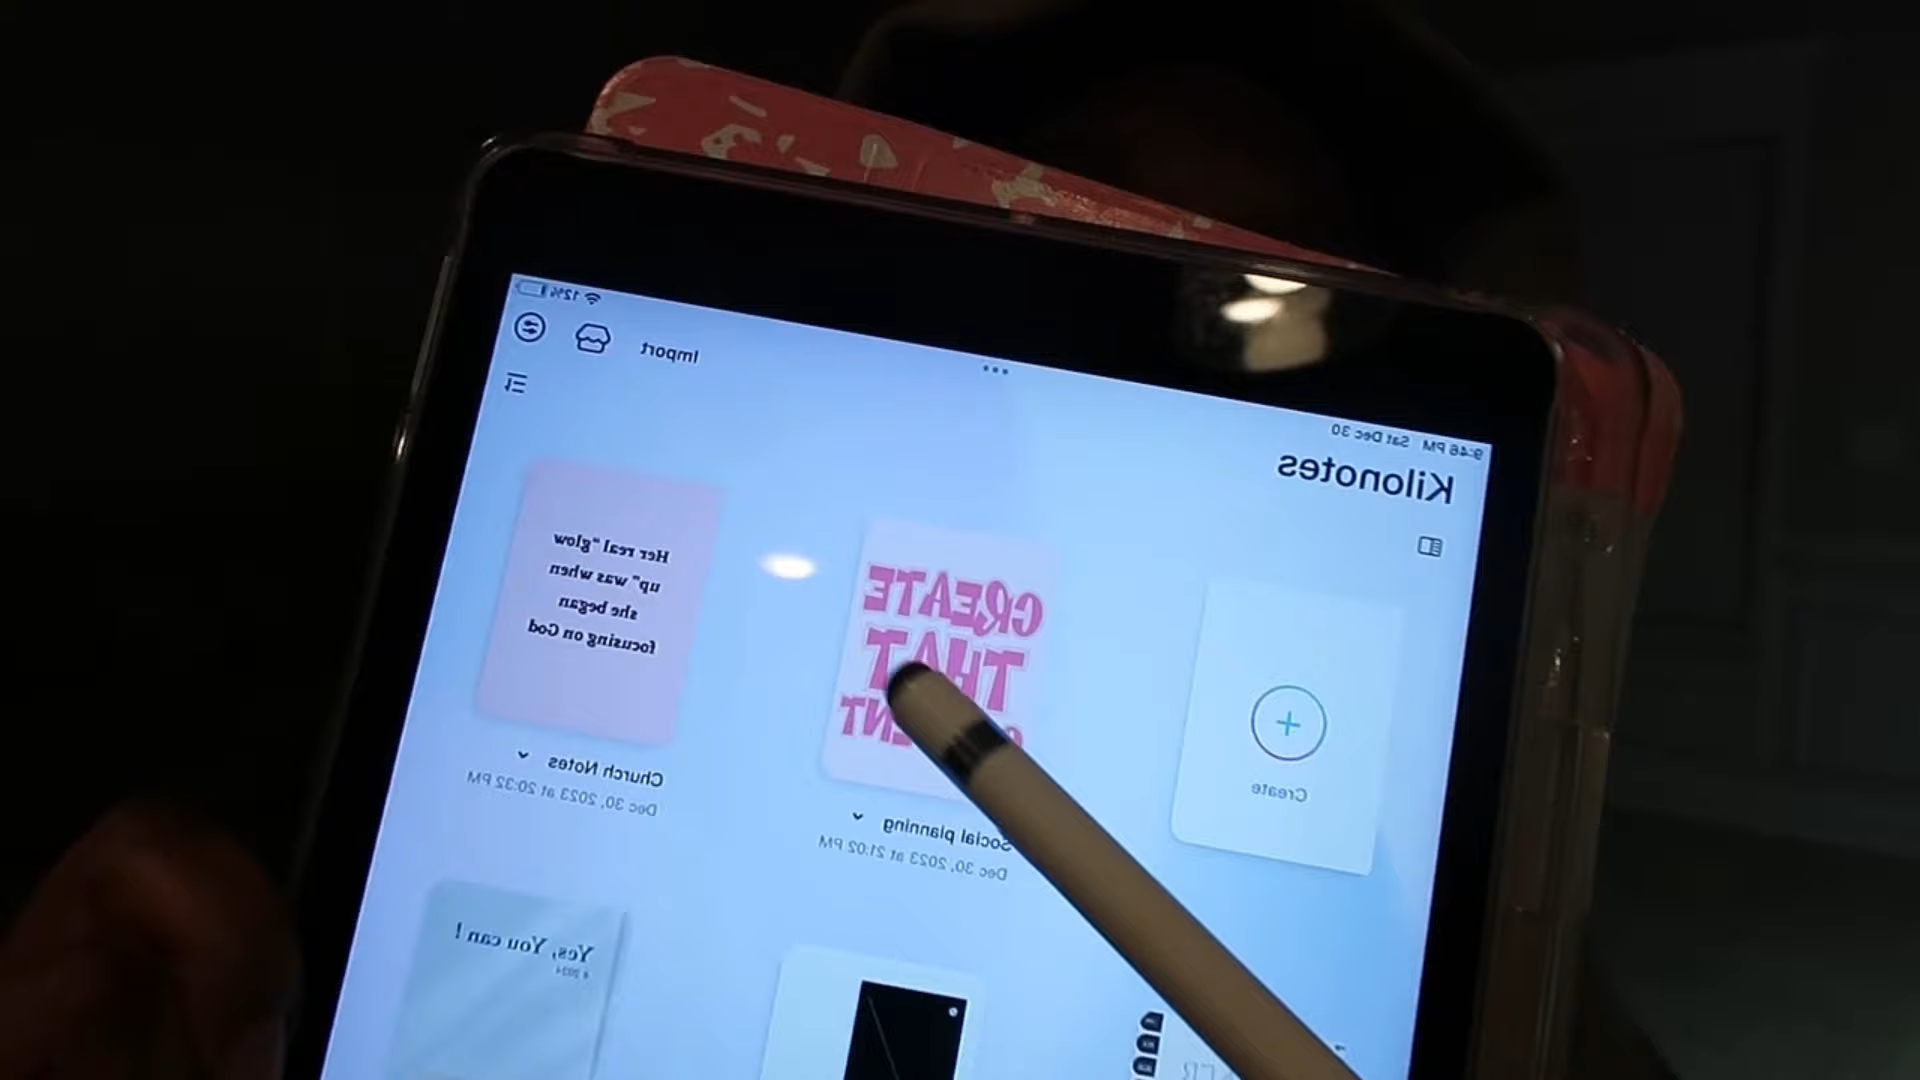 9:46 PM Sat Dec 30
12%
Import
Kilonotes
Create
CREATE
THAT
Social planning
Dec 30, 2023 at 21:02 PM
Her real "glow
up" was when
she began
focusing on God
Church Notes
Dec 30, 2023 at 20:32 PM
Yes, You can !
# 2024